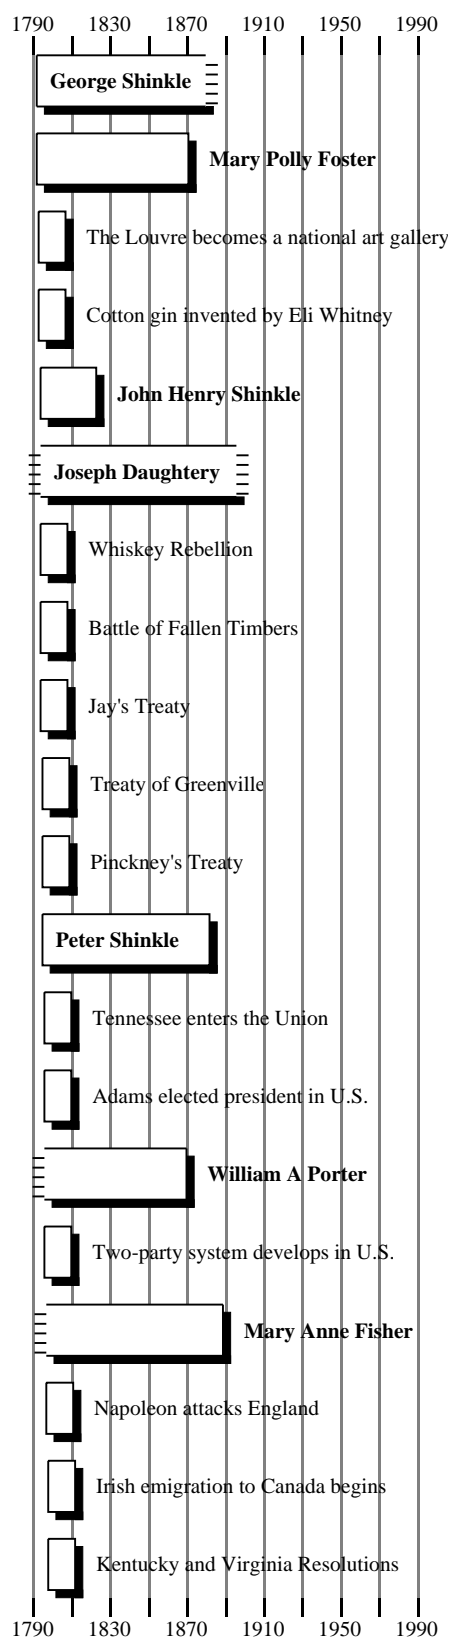 1790 1830 1870 1910 1950 1990
George Shinkle
Mary Polly Foster
The Louvre becomes a national art gallery
Cotton gin invented by Eli Whitney
John Henry Shinkle
Joseph Daughtery
Whiskey Rebellion
Battle of Fallen Timbers
Jay's Treaty
Treaty of Greenville
Pinckney's Treaty
Peter Shinkle
Tennessee enters the Union
Adams elected president in U.S.
William A Porter
Two-party system develops in U.S.
Mary Anne Fisher
Napoleon attacks England
Irish emigration to Canada begins
Kentucky and Virginia Resolutions
1790 1830 1870 1910 1950 1990